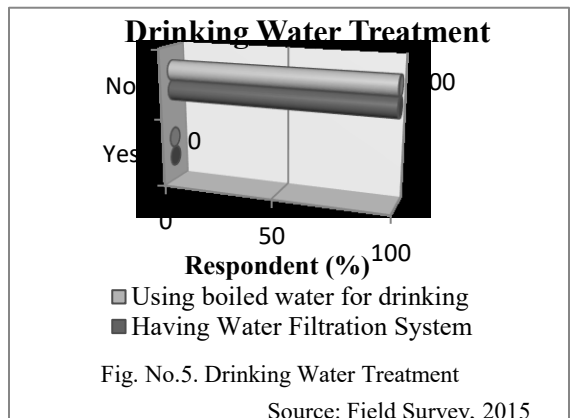 Drinking Water Treatment
No 00
Yes 0
0 50 100
Respondent (%)
Using boiled water for drinking
Having Water Filtration System
Fig. No.5. Drinking Water Treatment
Source: Field Survey, 2015